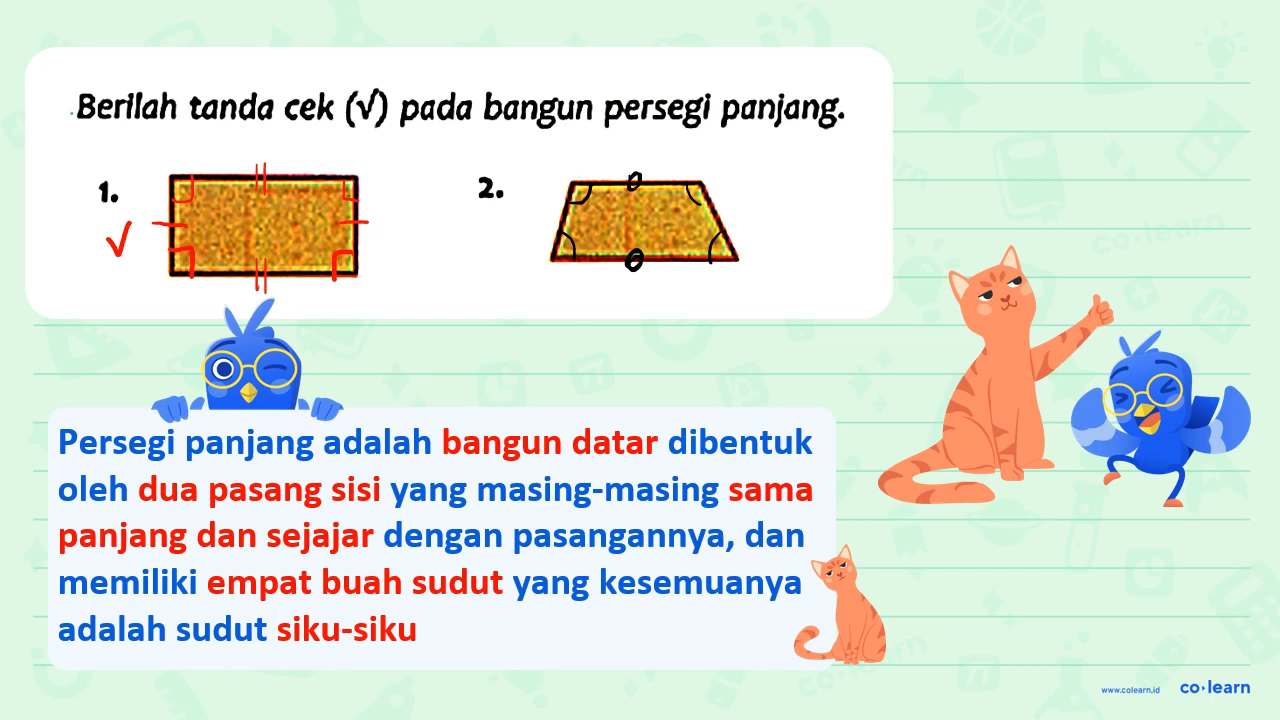 Berilah tanda cek (√) pada bangun persegi panjang.
1.
√
2.
Persegi panjang adalah bangun datar dibentuk
oleh dua pasang sisi yang masing-masing sama
panjang dan sejajar dengan pasangannya, dan
memiliki empat buah sudut yang kesemuanya
adalah sudut siku-siku
www.colearn.id
co·learn